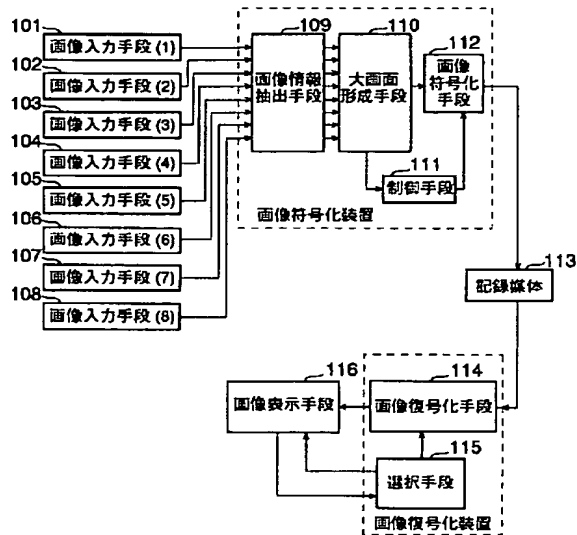 101
画像入力手段(1)
102
画像入力手段(2)
103
画像入力手段(3)
104
画像入力手段(4)
105
画像入力手段(5)
106
画像入力手段(6)
107
画像入力手段(7)
108
画像入力手段(8)
109
画像情報
抽出手段
110
大画面
形成手段
112
画像
符号化
手段
111
制御手段
画像符号化装置
113
記録媒体
116
画像表示手段
114
画像復号化手段
115
選択手段
画像復号化装置